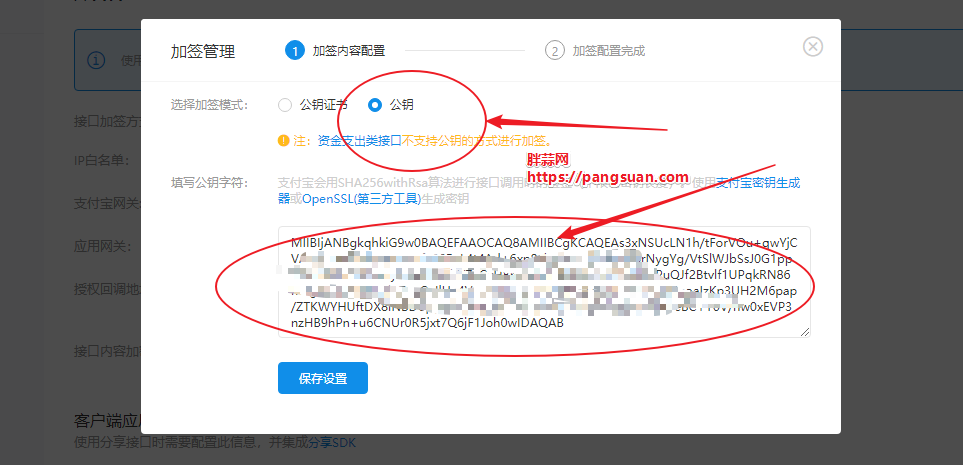 使用
接口加签方
IP白名单：
支付宝网关
应用网关：
授权回调地
接口内容加
客户端应
使用分享接口时需要配置此信息，并集成分享SDK
加签管理
1 加签内容配置
2 加签配置完成
选择加签模式：
公钥证书
公钥
注：资金支出类接口不支持公钥的方式进行加签。
胖蒜网
https://pangsuan.com
填写公钥字符：
支付宝会用SHA256withRsa算法进行接口调用时的
使用支付宝密钥生成
器或OpenSSL(第三方工具)生成密钥
MIIBIjANBgkqhkiG9w0BAQEFAAOCAQ8AMIIBCgKCAQEAs3xNSUcLN1h/tForVOu+qwYjC
rNygYg/VtSlWJbSsJ0G1pp
RuQJf2Btvlf1UPqkRN86
aaIzKn3UH2M6pap
/ZTKWYHUftDX8
w0xEVP3
nzHB9hPn+u6CNUr0R5jxt7Q6jF1Joh0wIDAQAB
保存设置